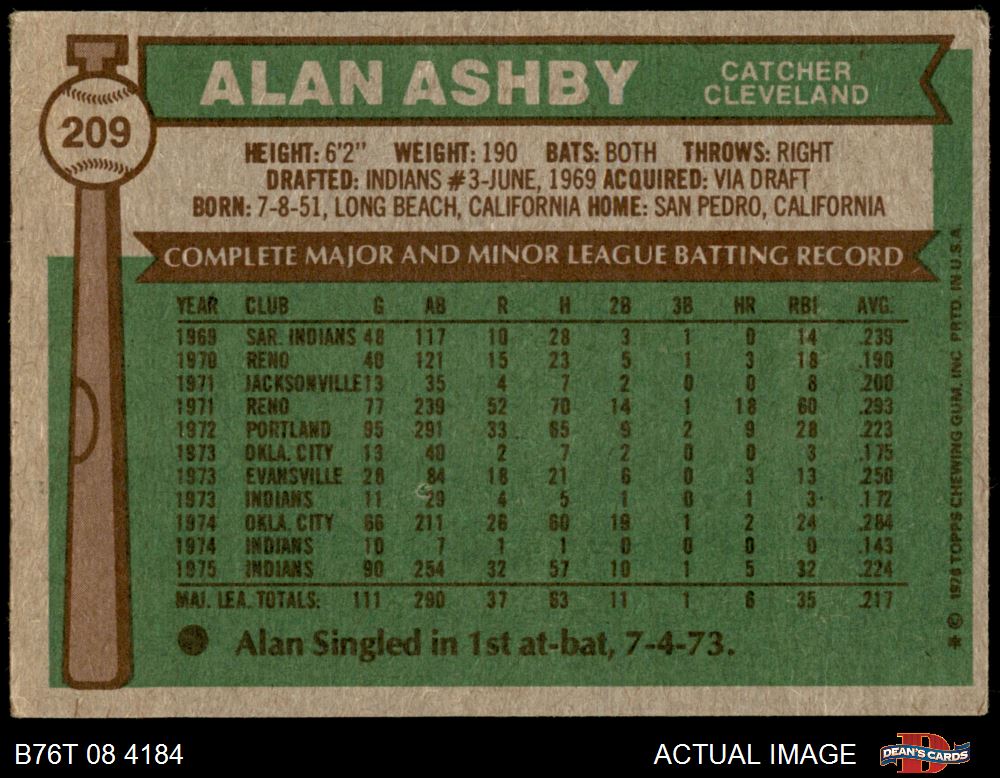 209
ALAN ASHBY
CATCHER
CLEVELAND
HEIGHT: 6'2" WEIGHT: 190 BATS: BOTH THROWS: RIGHT
DRAFTED: INDIANS #3-JUNE, 1969 ACQUIRED: VIA DRAFT
BORN: 7-8-51, LONG BEACH, CALIFORNIA HOME: SAN PEDRO, CALIFORNIA
COMPLETE MAJOR AND MINOR LEAGUE BATTING RECORD
YEAR CLUB G AB R H 2B 3B HR RBI AVG.
1969 SAR. INDIANS 48 117 10 28 3 1 0 14 .239
1970 RENO 40 121 15 23 5 1 3 18 .190
1971 JACKSONVILLE 13 35 4 7 2 0 0 8 .200
1971 RENO 77 239 52 70 14 1 18 60 .293
1972 PORTLAND 95 291 33 65 9 2 9 28 .223
1973 OKLA. CITY 13 40 2 7 2 0 0 3 .175
1973 EVANSVILLE 28 84 18 21 6 0 3 13 .250
1973 INDIANS 11 29 4 5 1 0 1 3 .172
1974 OKLA. CITY 66 211 26 60 19 1 2 24 .284
1974 INDIANS 10 7 1 1 0 0 0 0 .143
1975 INDIANS 90 254 32 57 10 1 5 32 .224
MAJ. LEA. TOTALS: 111 290 37 63 11 1 6 35 .217
Alan Singled in 1st at-bat, 7-4-73.
* © 1976 TOPPS CHEWING GUM, INC. PRTD. IN U.S.A.
B76T 08 4184
ACTUAL IMAGE
D
DEAN'S CARDS